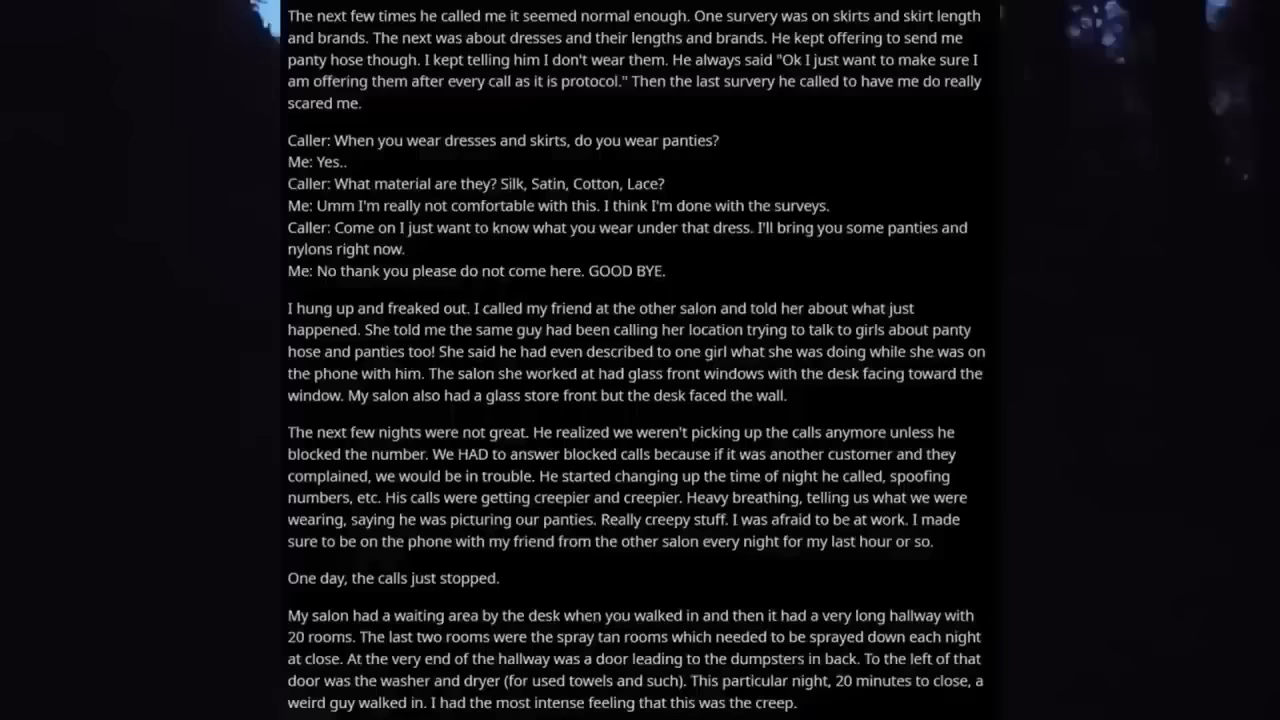 The next few times he called me it seemed normal enough. One survery was on skirts and skirt length
and brands. The next was about dresses and their lengths and brands. He kept offering to send me
panty hose though. I kept telling him I don't wear them. He always said "Ok I just want to make sure I
am offering them after every call as it is protocol." Then the last survery he called to have me do really
scared me.
Caller: When you wear dresses and skirts, do you wear panties?
Me: Yes..
Caller: What material are they? Silk, Satin, Cotton, Lace?
Me: Umm I'm really not comfortable with this. I think I'm done with the surveys.
Caller: Come on I just want to know what you wear under that dress. I'll bring you some panties and
nylons right now.
Me: No thank you please do not come here. GOOD BYE.
I hung up and freaked out. I called my friend at the other salon and told her about what just
happened. She told me the same guy had been calling her location trying to talk to girls about panty
hose and panties too! She said he had even described to one girl what she was doing while she was on
the phone with him. The salon she worked at had glass front windows with the desk facing toward the
window. My salon also had a glass store front but the desk faced the wall.
The next few nights were not great. He realized we weren't picking up the calls anymore unless he
blocked the number. We HAD to answer blocked calls because if it was another customer and they
complained, we would be in trouble. He started changing up the time of night he called, spoofing
numbers, etc. His calls were getting creepier and creepier. Heavy breathing, telling us what we were
wearing, saying he was picturing our panties. Really creepy stuff. I was afraid to be at work. I made
sure to be on the phone with my friend from the other salon every night for my last hour or so.
One day, the calls just stopped.
My salon had a waiting area by the desk when you walked in and then it had a very long hallway with
20 rooms. The last two rooms were the spray tan rooms which needed to be sprayed down each night
at close. At the very end of the hallway was a door leading to the dumpsters in back. To the left of that
door was the washer and dryer (for used towels and such). This particular night, 20 minutes to close, a
weird guy walked in. I had the most intense feeling that this was the creep.